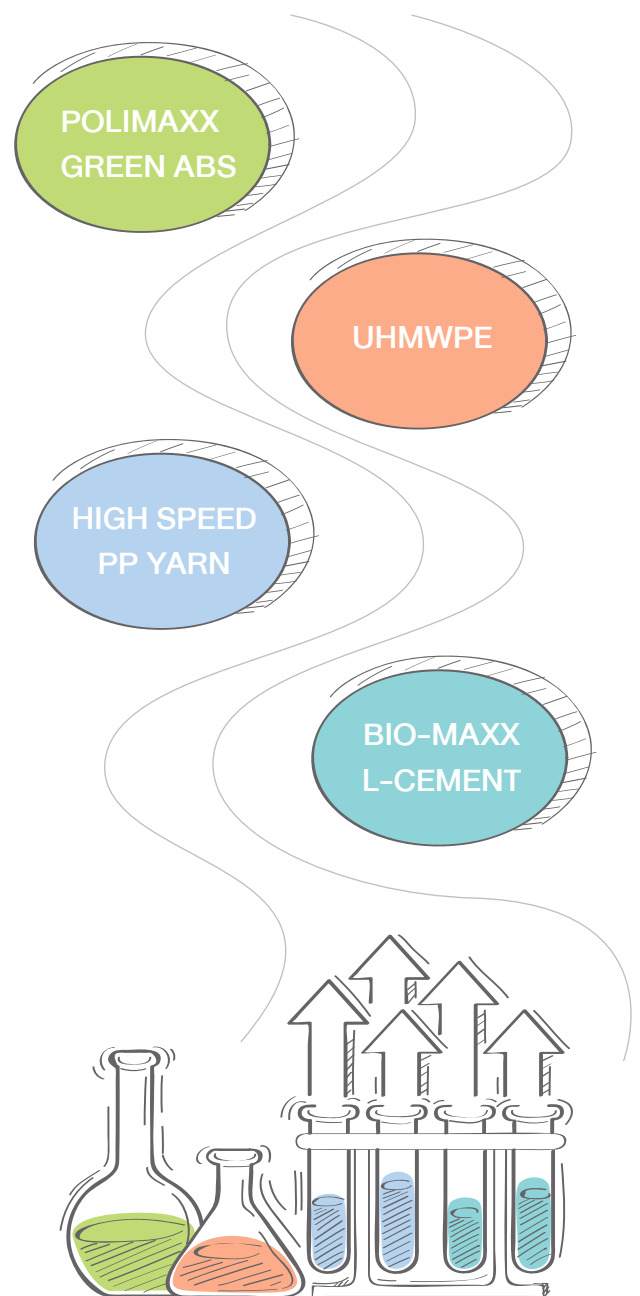 POLIMAXX
GREEN ABS
UHMWPE
HIGH SPEED
PP YARN
BIO-MAXX
L-CEMENT